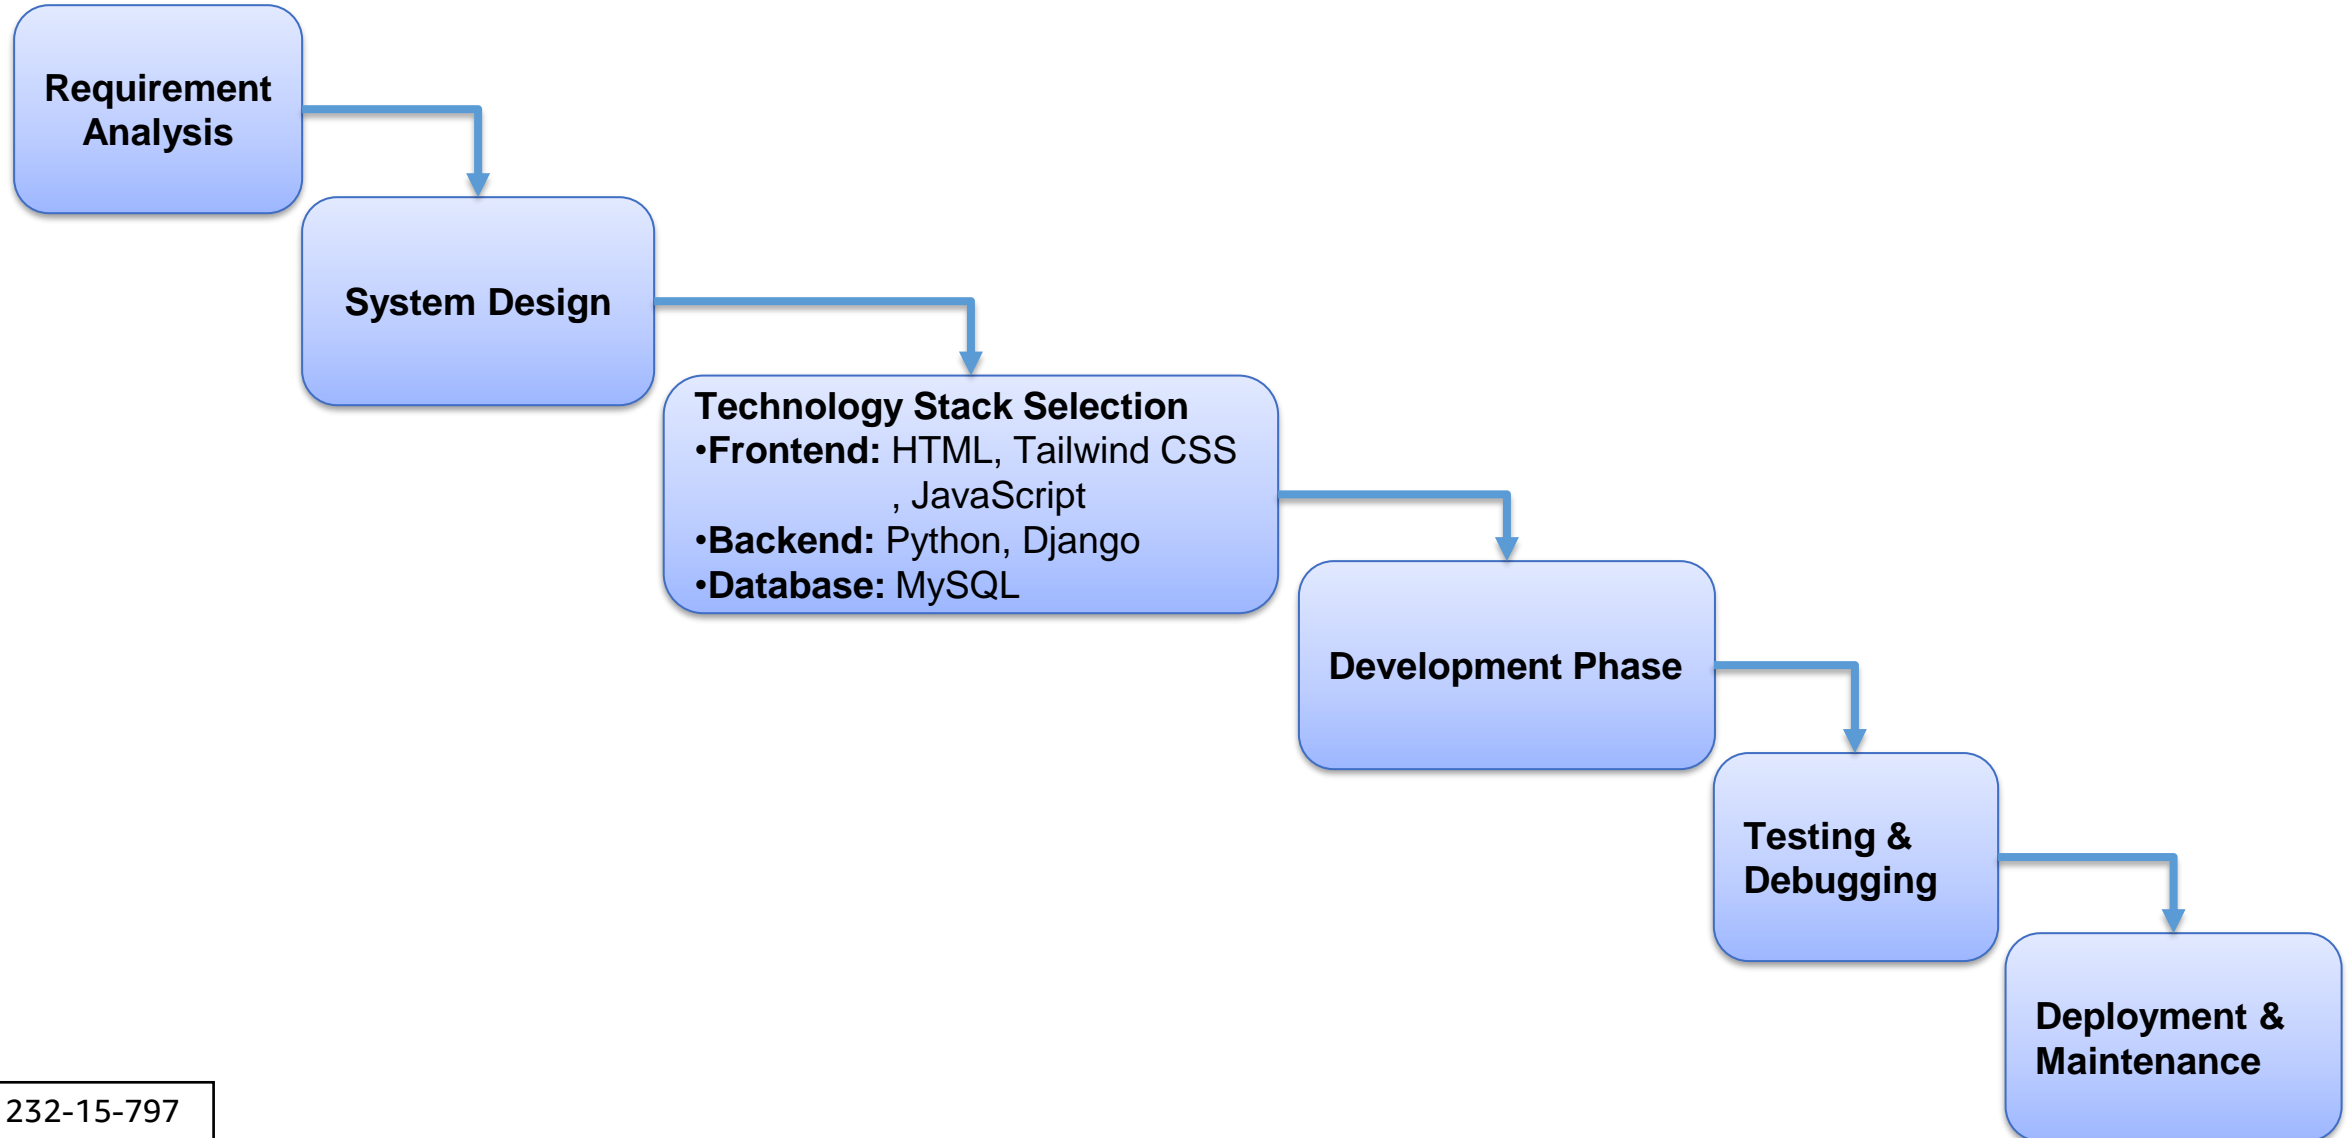 Requirement
Analysis
System Design
Technology Stack Selection
•Frontend: HTML, Tailwind CSS
, JavaScript
•Backend: Python, Django
•Database: MySQL
Development Phase
Testing &
Debugging
Deployment &
Maintenance
232-15-797